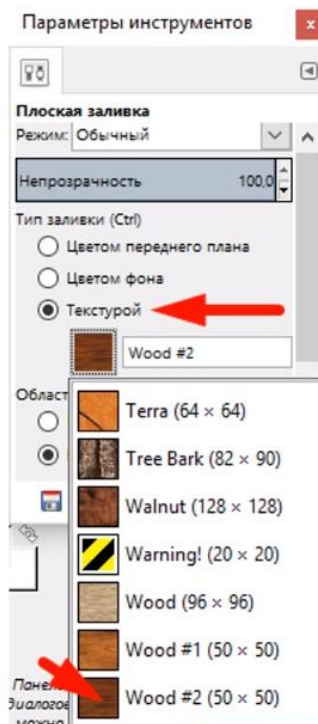 Параметры инструментов
Плоская заливка
Режим: Обычный
Непрозрачность 100,0
Тип заливки (Ctrl)
Цветом переднего плана
Цветом фона
Текстурой
Wood #2
Област
Terra (64 × 64)
Tree Bark (82 × 90)
Walnut (128 × 128)
Warning! (20 × 20)
Wood (96 × 96)
Wood #1 (50 × 50)
Wood #2 (50 × 50)
Панел
диалогов
можно